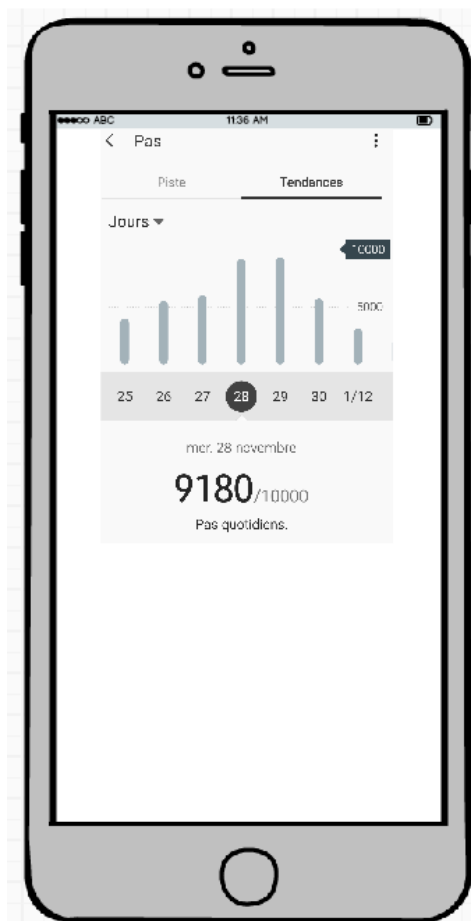 ABC 11:36 AM
Pas
Piste Tendances
Jours
10000
5000
25 26 27 28 29 30 1/12
mer. 28 novembre
9180/10000
Pas quotidiens.